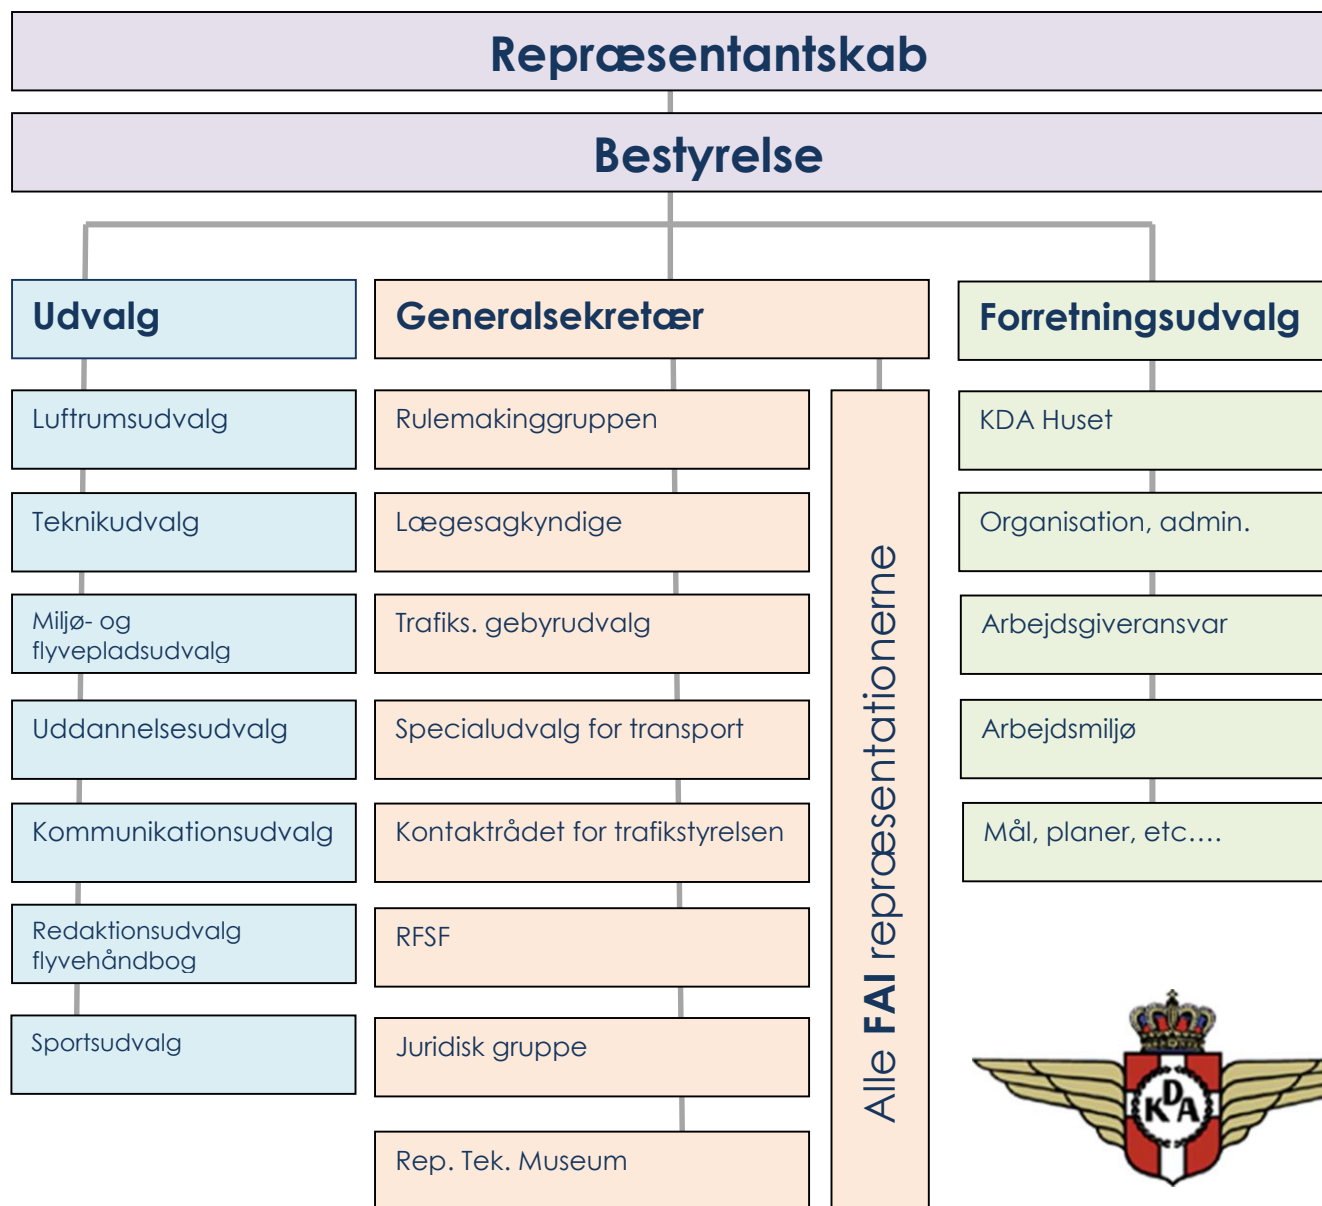 Repræsentantskab
Bestyrelse
Udvalg
Luftrumsudvalg
Teknikudvalg
Miljø- og
flyvepladsudvalg
Uddannelsesudvalg
Kommunikationsudvalg
Redaktionsudvalg
flyvehåndbog
Sportsudvalg
Generalsekretær
Rulemakinggruppen
Lægesagkyndige
Trafiks. gebyrudvalg
Specialudvalg for transport
Kontaktrådet for trafikstyrelsen
RFSF
Juridisk gruppe
Rep. Tek. Museum
Alle FAI repræsentationerne
Forretningsudvalg
KDA Huset
Organisation, admin.
Arbejdsgiveransvar
Arbejdsmiljø
Mål, planer, etc....
KDA